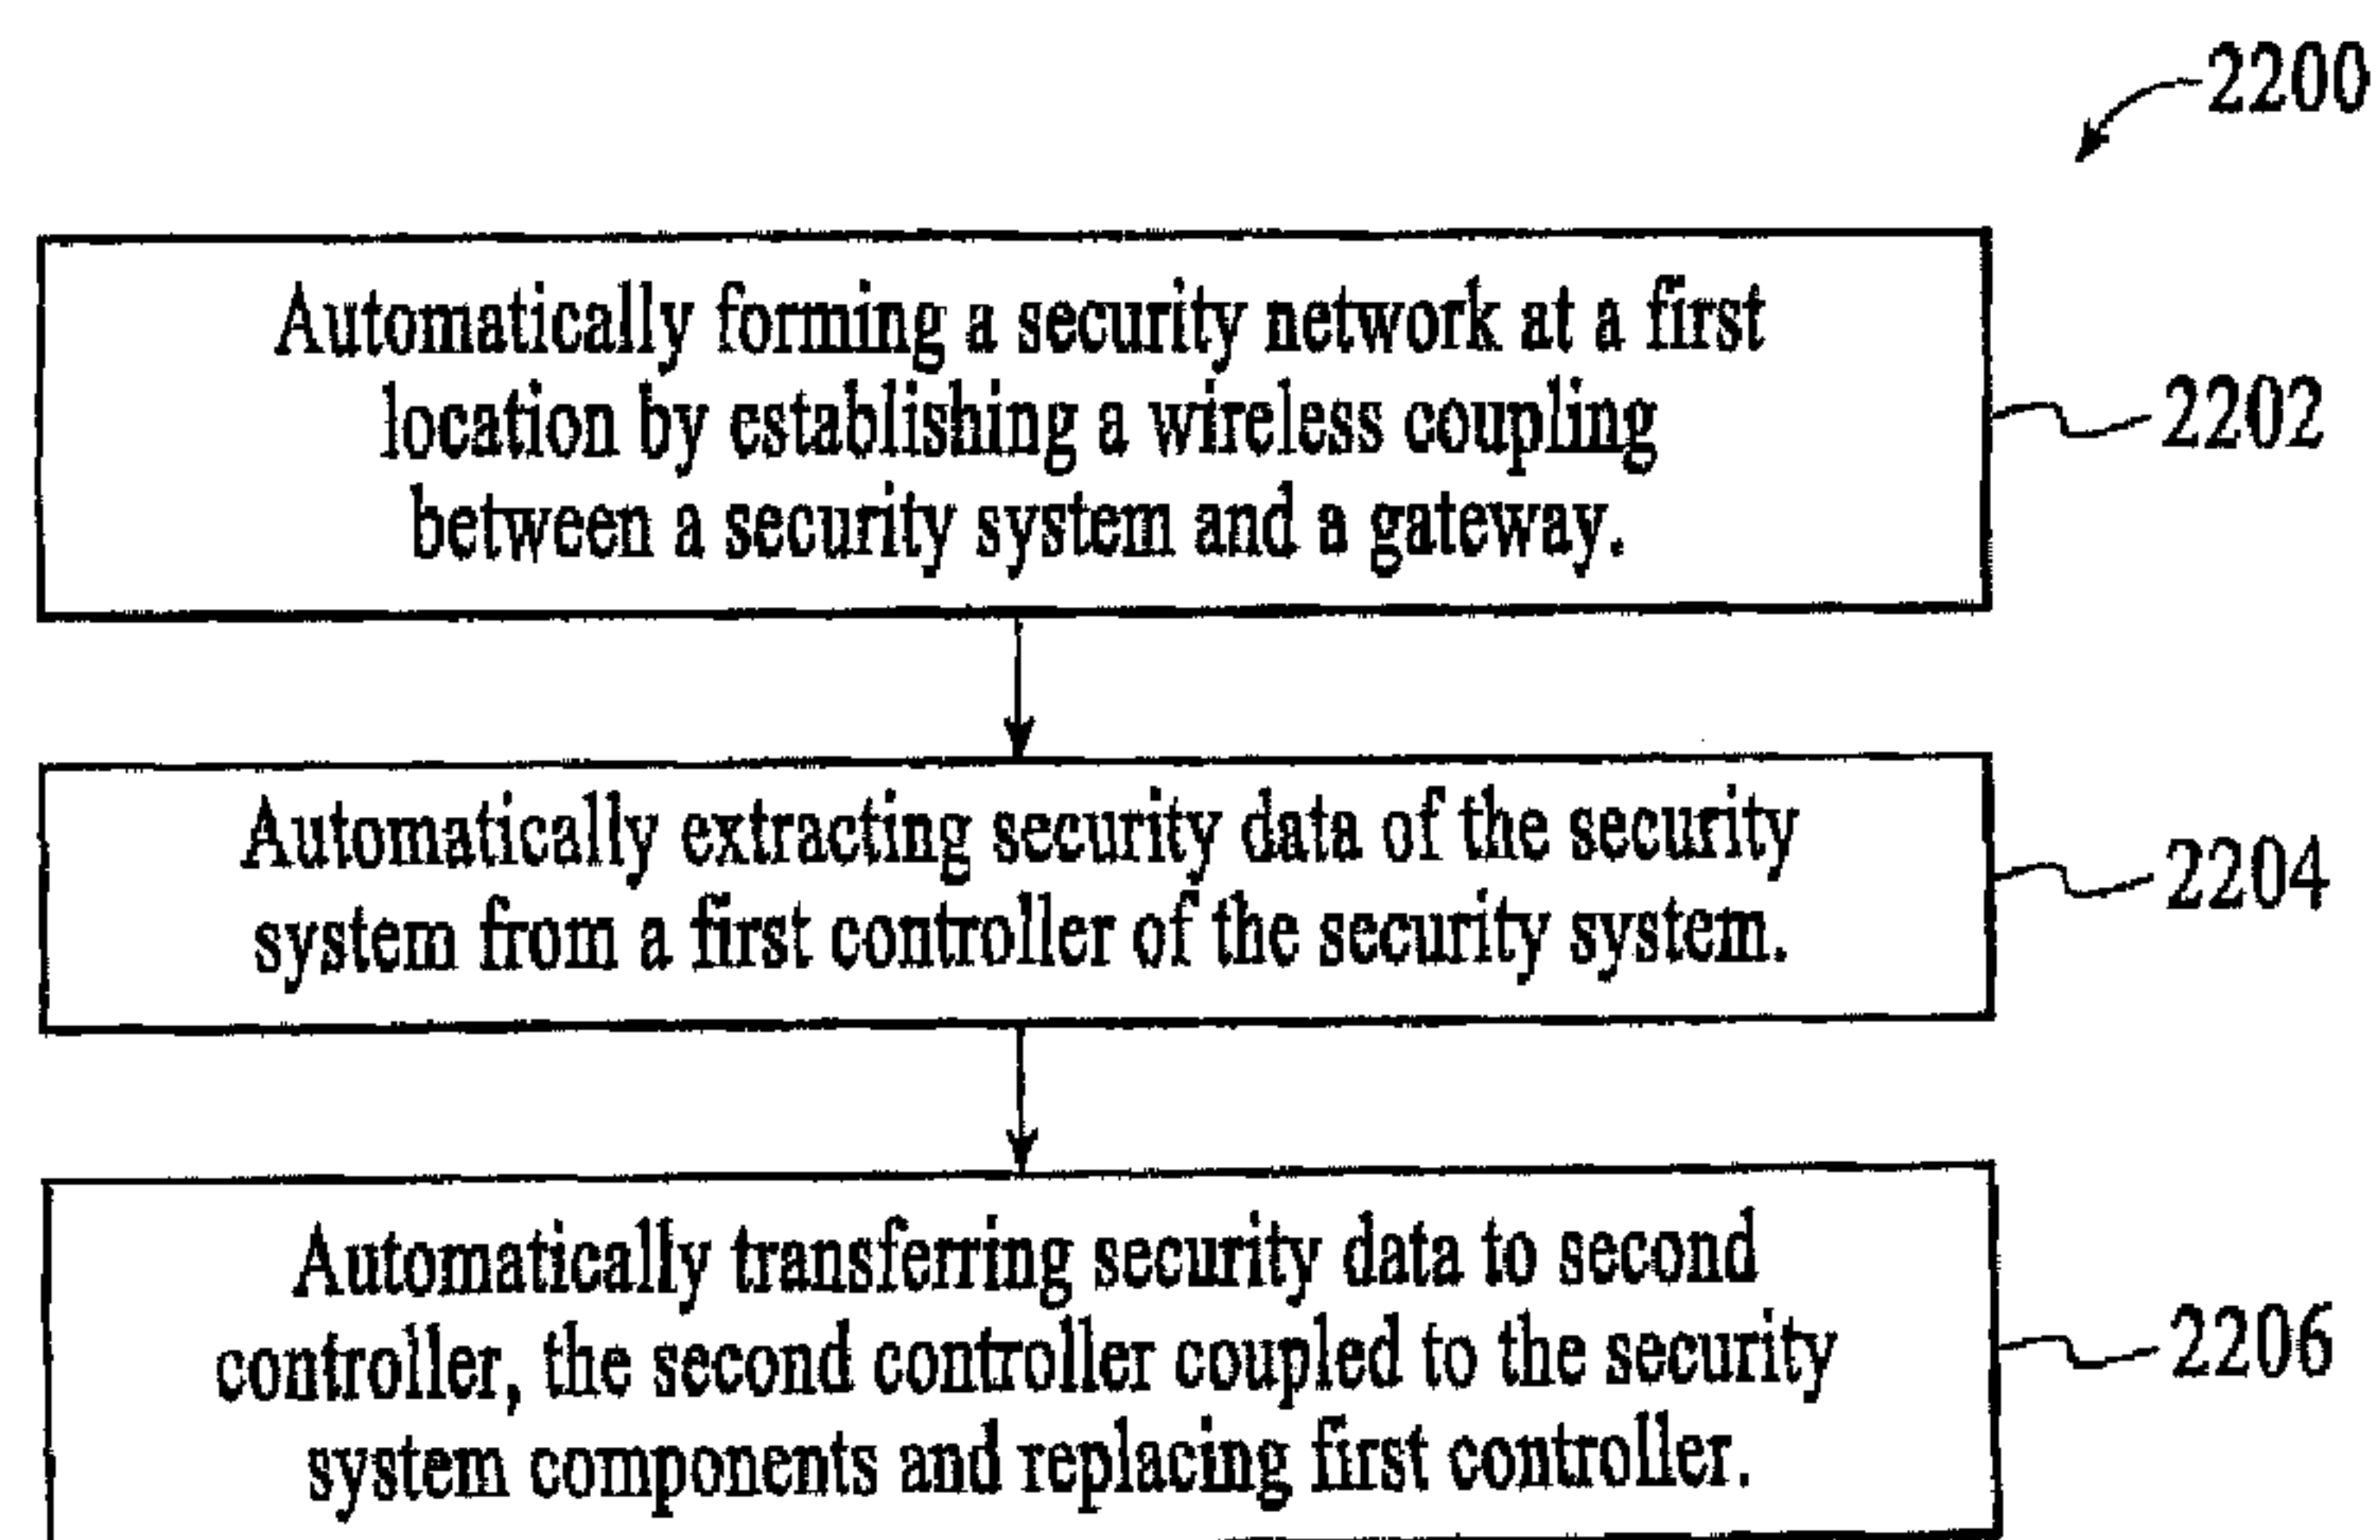 2200
Automatically forming a security network at a first
location by establishing a wireless coupling
between a security system and a gateway.
2202
Automatically extracting security data of the security
system from a first controller of the security system.
2204
Automatically transferring security data to second
controller, the second controller coupled to the security
system components and replacing first controller.
2206